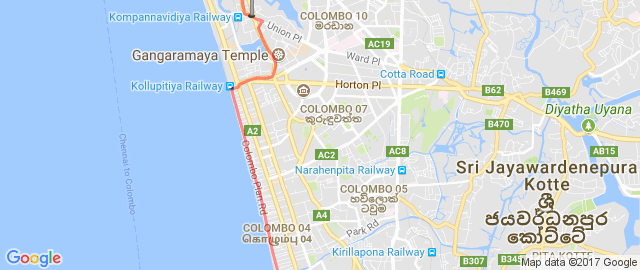 Kompannavidiya Railway
Union Pl
COLOMBO 10
මරදාන
AC19
Ward Pl
Gangaramaya Temple
Cotta Road
Kollupitiya Railway
Horton Pl
B62
B469
Diyatha Uyana
COLOMBO 07
කුරුඳුවත්ත
B470
A2
AC2
AC8
AB15
Chennai to Colombo
Colombo Plan Rd
Narahenpita Railway
Sri Jayawardenepura
Kotte
ශ්‍රී
ජයවර්ධනපුර
කෝට්ටේ
COLOMBO 05
හව්ලොක්
ටවුම
A4
Park Rd
COLOMBO 04
கொழும்பு 04
Kirillapona Railway
B307
PITA KOTTE
Google
Map data ©2017 Google